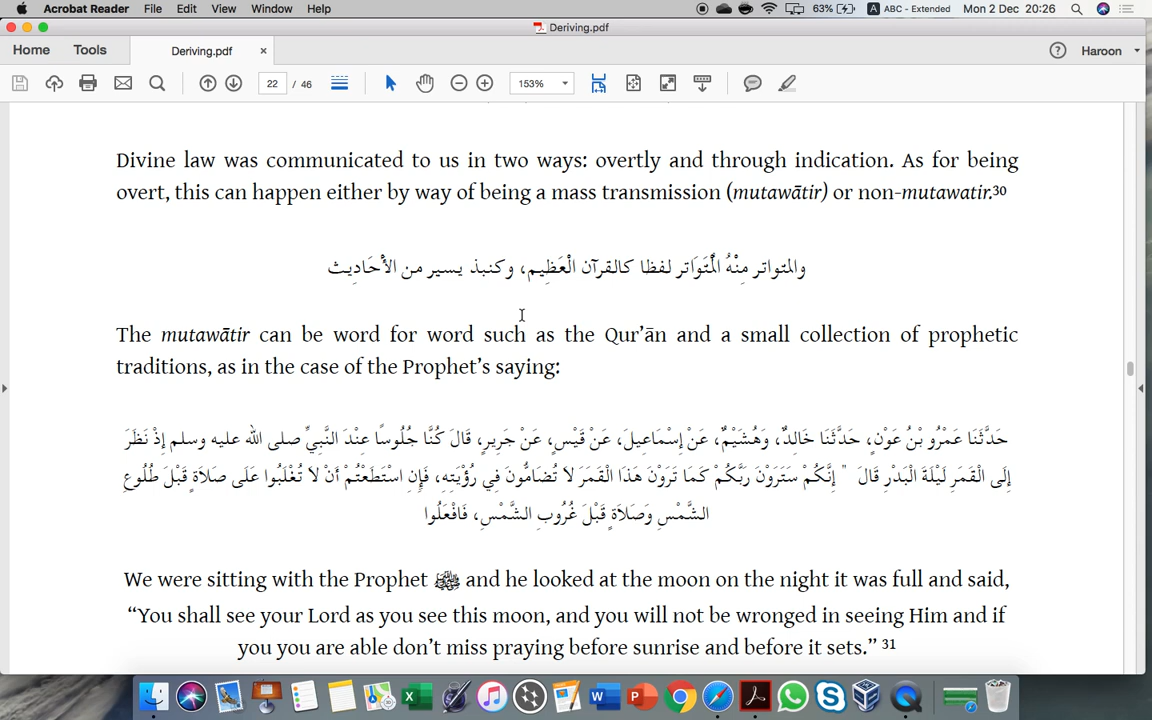 Acrobat Reader File Edit View Window Help 63% ABC - Extended Mon 2 Dec 20:26
Deriving.pdf
Home Tools Deriving.pdf × Haroon
22 / 46 153%
Divine law was communicated to us in two ways: overtly and through indication. As for being
overt, this can happen either by way of being a mass transmission (mutawātir) or non-mutawatir.30
والمتواتر مِنْهُ الْمُتَوَاتر لفظا كالقرآن الْعَظِيم، وكنبذ يسير من الأَحَادِيث
The mutawātir can be word for word such as the Qur’ān and a small collection of prophetic
traditions, as in the case of the Prophet’s saying:
حَدَّثَنَا عَمْرُو بْنُ عَوْنٍ، حَدَّثَنَا خَالِدٌ، وَهُشَيْمٌ، عَنْ إِسْمَاعِيلَ، عَنْ قَيْسٍ، عَنْ جَرِيرٍ، قَالَ كُنَّا جُلُوسًا عِنْدَ النَّبِيِّ صلى الله عليه وسلم إِذْ نَظَرَ
إِلَى الْقَمَرِ لَيْلَةَ الْبَدْرِ قَالَ ‏"‏ إِنَّكُمْ سَتَرَوْنَ رَبَّكُمْ كَمَا تَرَوْنَ هَذَا الْقَمَرَ لاَ تُضَامُّونَ فِي رُؤْيَتِهِ، فَإِنِ اسْتَطَعْتُمْ أَنْ لاَ تُغْلَبُوا عَلَى صَلاَةٍ قَبْلَ طُلُوعِ
الشَّمْسِ وَصَلاَةٍ قَبْلَ غُرُوبِ الشَّمْسِ، فَافْعَلُوا
We were sitting with the Prophet ﷺ and he looked at the moon on the night it was full and said,
“You shall see your Lord as you see this moon, and you will not be wronged in seeing Him and if
you you are able don’t miss praying before sunrise and before it sets.” 31